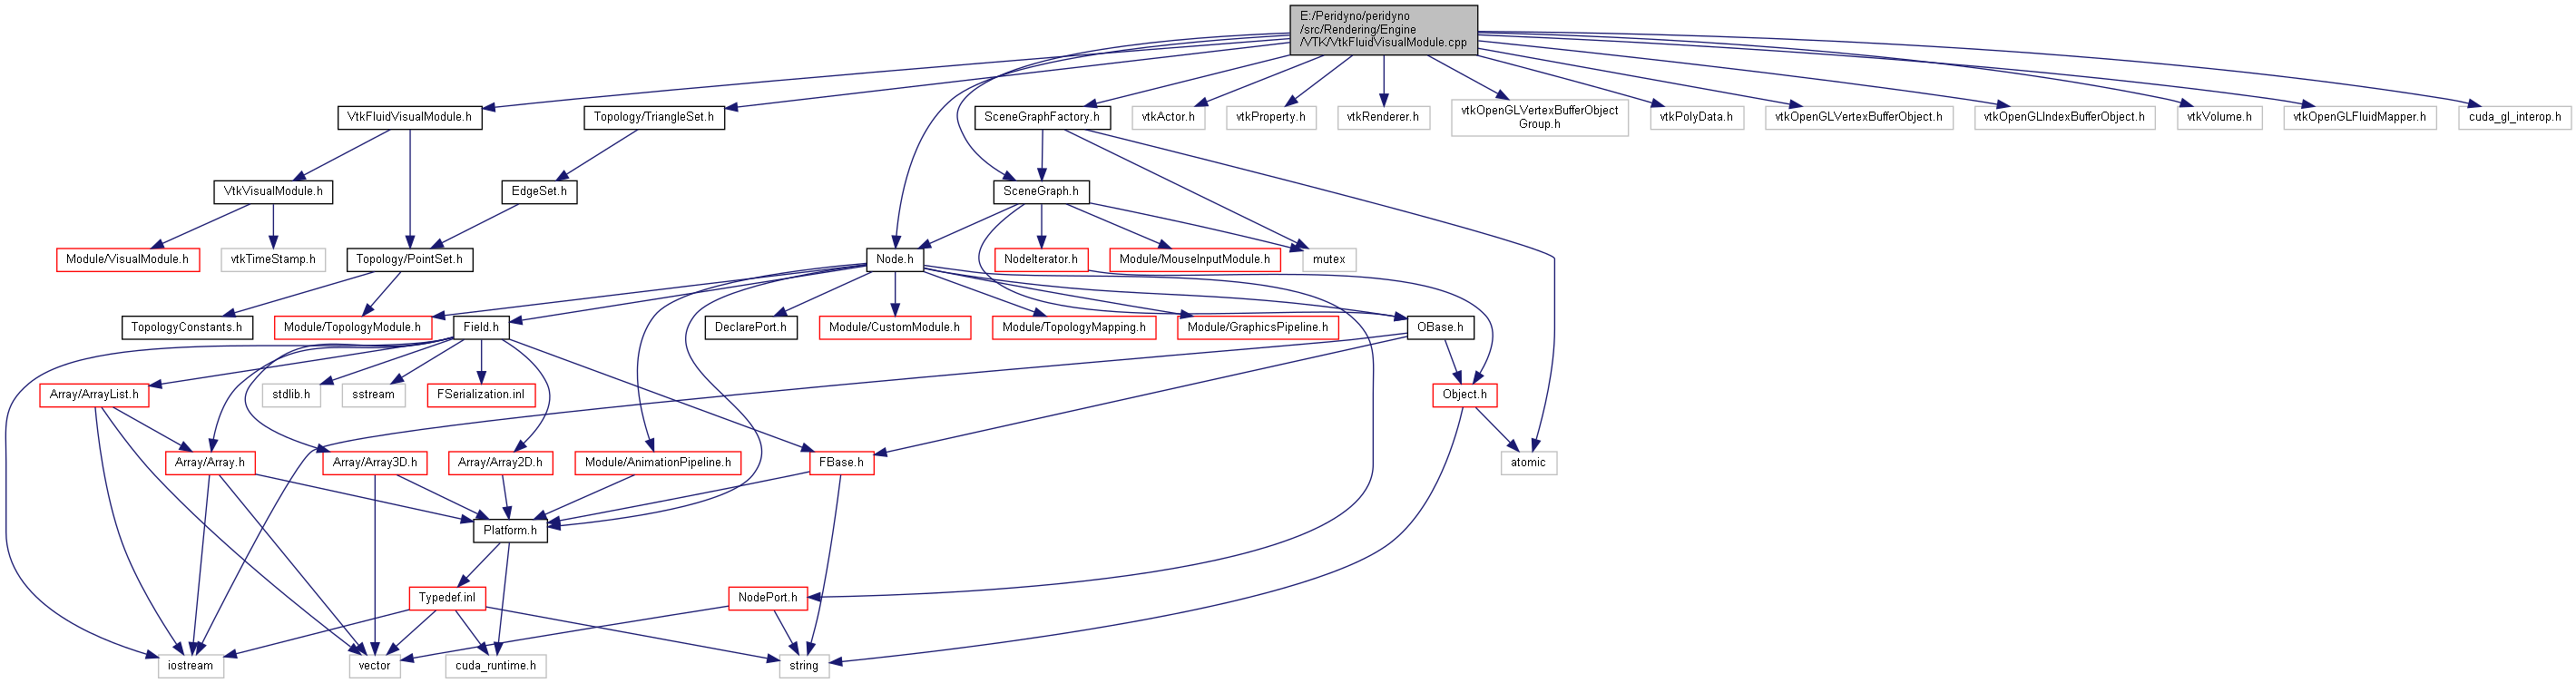 E:/Peridyno/peridyno
/src/Rendering/Engine
/VTK/VtkFluidVisualModule.cpp
VtkFluidVisualModule.h
Topology/TriangleSet.h
SceneGraphFactory.h
vtkActor.h
vtkProperty.h
vtkRenderer.h
vtkOpenGLVertexBufferObject
Group.h
vtkPolyData.h
vtkOpenGLVertexBufferObject.h
vtkOpenGLIndexBufferObject.h
vtkVolume.h
vtkOpenGLFluidMapper.h
cuda_gl_interop.h
VtkVisualModule.h
EdgeSet.h
SceneGraph.h
Module/VisualModule.h
vtkTimeStamp.h
Topology/PointSet.h
Node.h
NodeIterator.h
Module/MouseInputModule.h
mutex
TopologyConstants.h
Module/TopologyModule.h
Field.h
DeclarePort.h
Module/CustomModule.h
Module/TopologyMapping.h
Module/GraphicsPipeline.h
OBase.h
Array/ArrayList.h
stdlib.h
sstream
FSerialization.inl
Object.h
Array/Array.h
Array/Array3D.h
Array/Array2D.h
Module/AnimationPipeline.h
FBase.h
atomic
Platform.h
Typedef.inl
NodePort.h
iostream
vector
cuda_runtime.h
string